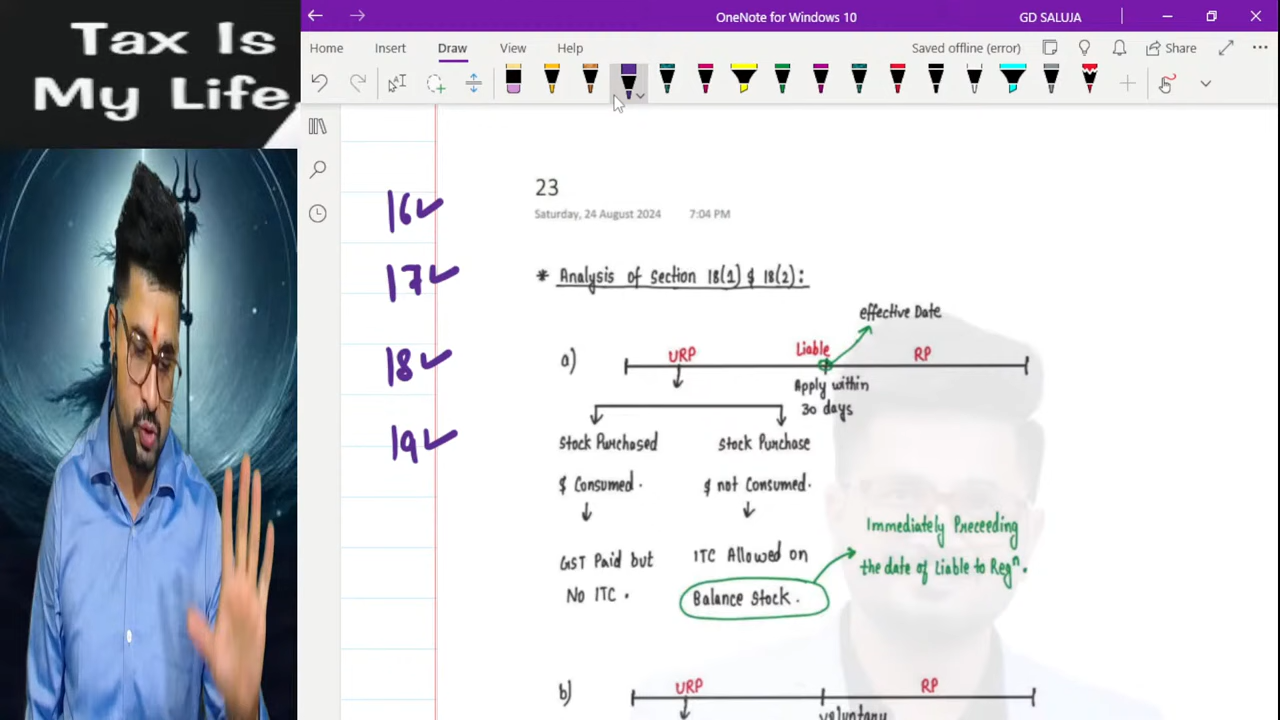 Tax Is
My Life
OneNote for Windows 10
GD SALUJA
Home Insert Draw View Help
Saved offline (error)
Share
23
Saturday, 24 August 2024 7:04 PM
16
17
18
19
* Analysis of Section 18(1) $ 18(2):
effective Date
a)
URP
Liable
RP
Apply within
30 days
Stock Purchased
$ Consumed.
Stock Purchase
$ not Consumed.
GST Paid but
No ITC.
ITC Allowed on
Balance Stock.
Immediately Preceeding
the date of Liable to Regⁿ.
b)
URP
RP
voluntary